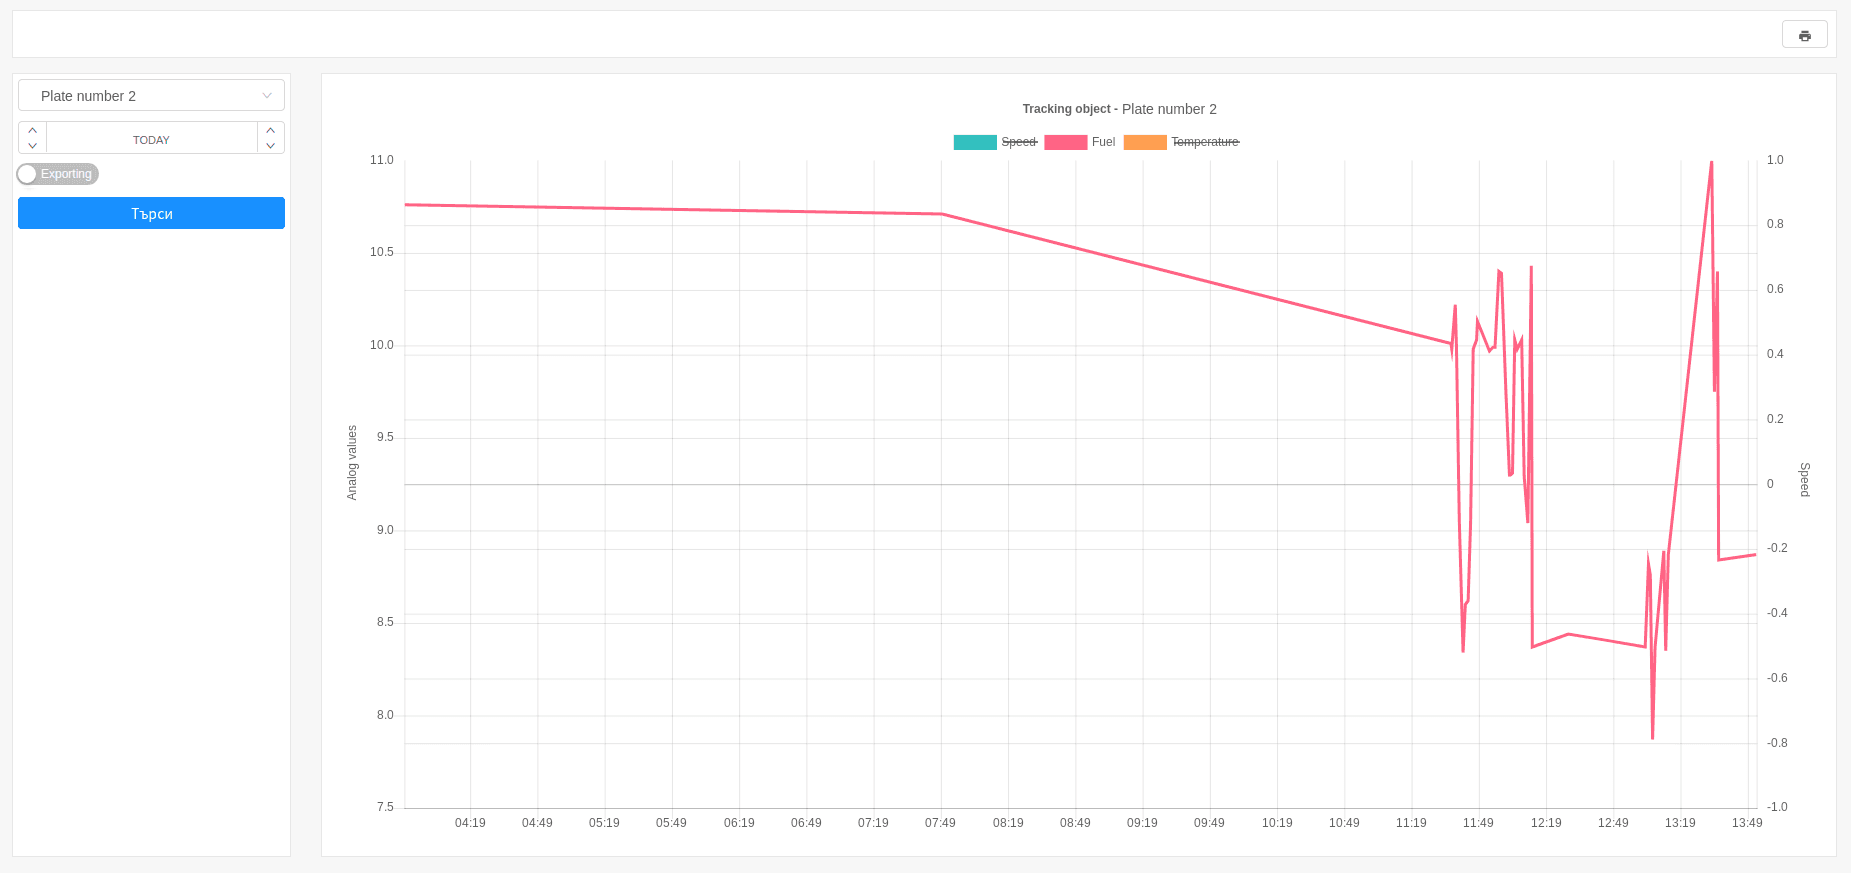 Plate number 2
TODAY
Exporting
Търси
Tracking object - Plate number 2
Speed Fuel Temperature
11.0
10.5
10.0
9.5
9.0
8.5
8.0
7.5
Analog values
1.0
0.8
0.6
0.4
0.2
0
-0.2
-0.4
-0.6
-0.8
-1.0
Speed
04:19 04:49 05:19 05:49 06:19 06:49 07:19 07:49 08:19 08:49 09:19 09:49 10:19 10:49 11:19 11:49 12:19 12:49 13:19 13:49